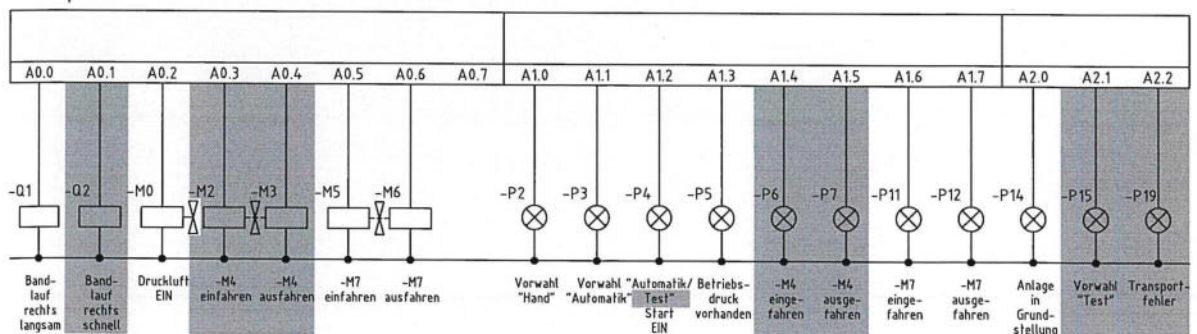 A0.0 A0.1 A0.2 A0.3 A0.4 A0.5 A0.6 A0.7 A1.0 A1.1 A1.2 A1.3 A1.4 A1.5 A1.6 A1.7 A2.0 A2.1 A2.2
-Q1 -Q2 -M0 -M2 -M3 -M5 -M6 -P2 -P3 -P4 -P5 -P6 -P7 -P11 -P12 -P14 -P15 -P19
Band-
lauf
rechts
langsam
Band-
lauf
rechts
schnell
Druckluft
EIN
-M4
einfahren
-M4
ausfahren
-M7
einfahren
-M7
ausfahren
Vorwahl
"Hand"
Vorwahl
"Automatik"
"Automatik/
Test"
Start
EIN
Betriebs-
druck
vorhanden
-M4
einge-
fahren
-M4
ausge-
fahren
-M7
einge-
fahren
-M7
ausge-
fahren
Anlage
in
Grund-
stellung
Vorwahl
"Test"
Transport-
fehler